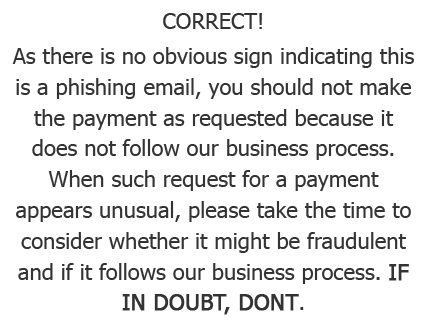 CORRECT!
As there is no obvious sign indicating this
is a phishing email, you should not make
the payment as requested because it
does not follow our business process.
When such request for a payment
appears unusual, please take the time to
consider whether it might be fraudulent
and if it follows our business process. IF
IN DOUBT, DONT.